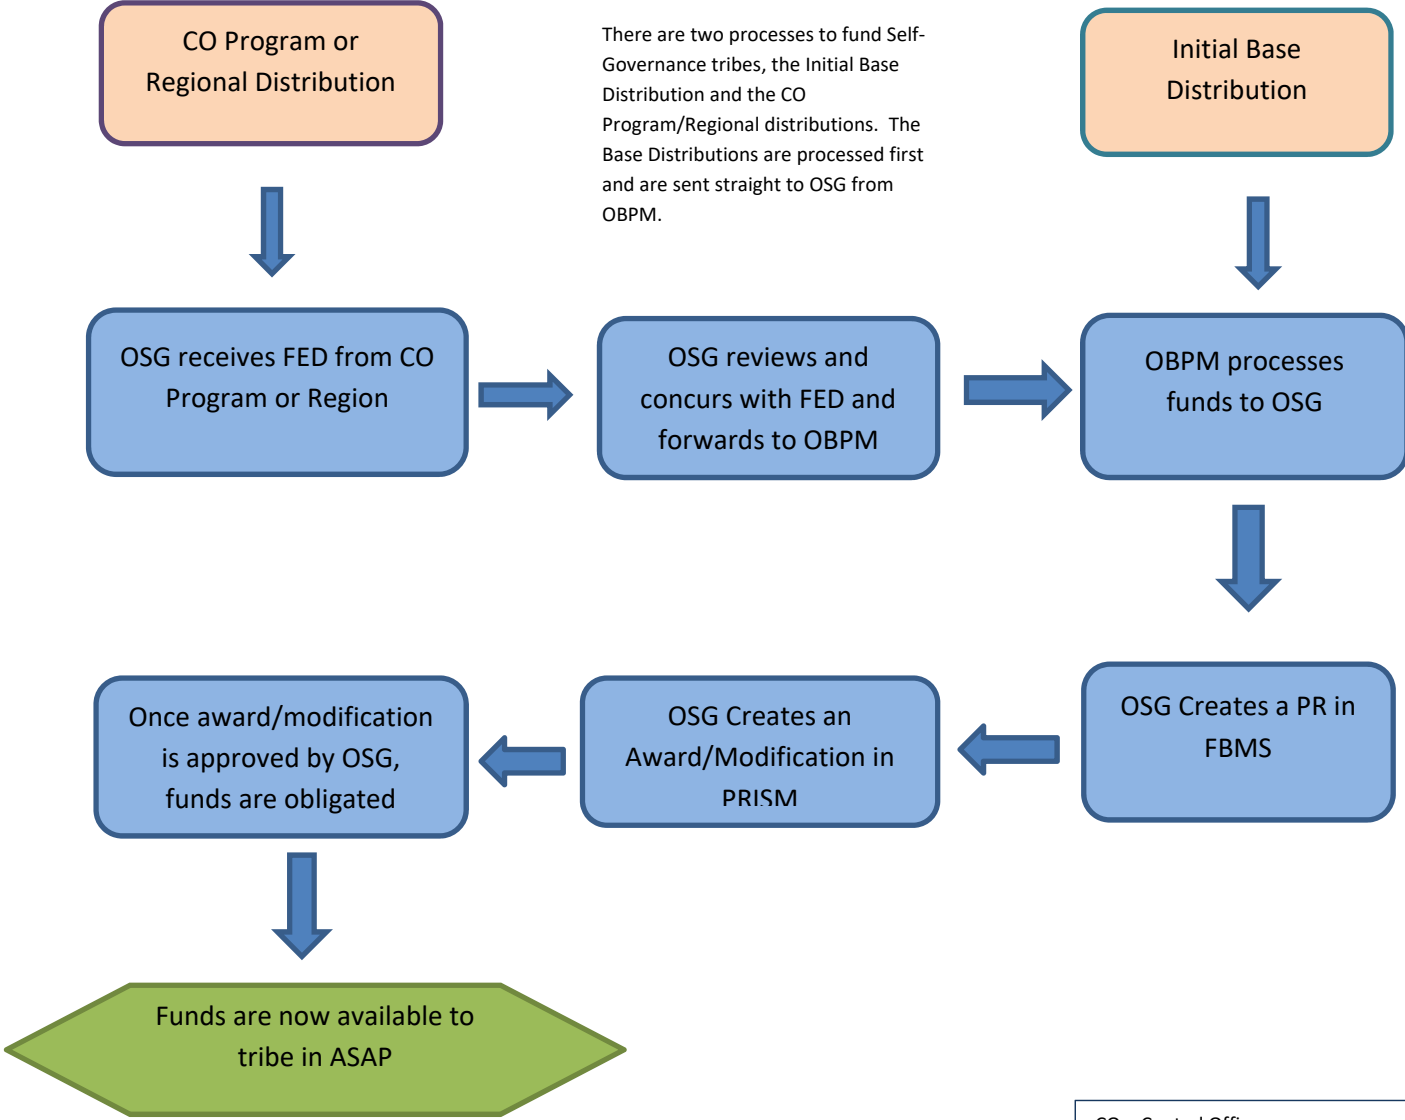 CO Program or
Regional Distribution
There are two processes to fund Self-
Governance tribes, the Initial Base
Distribution and the CO
Program/Regional distributions.  The
Base Distributions are processed first
and are sent straight to OSG from
OBPM.
Initial Base
Distribution
OSG receives FED from CO
Program or Region
OSG reviews and
concurs with FED and
forwards to OBPM
OBPM processes
funds to OSG
OSG Creates a PR in
FBMS
OSG Creates an
Award/Modification in
PRISM
Once award/modification
is approved by OSG,
funds are obligated
Funds are now available to
tribe in ASAP